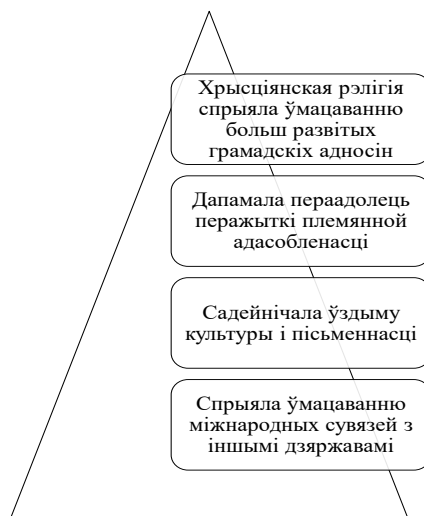 Хрысціянская рэлігія
спрыяла ўмацаванню
больш развітых
грамадскіх адносін
Дапамала пераадолець
перажыткі племянной
адасобленасці
Садейнічала ўздыму
культуры і пісьменнасці
Спрыяла ўмацаванню
міжнародных сувязей з
іншымі дзяржавамі